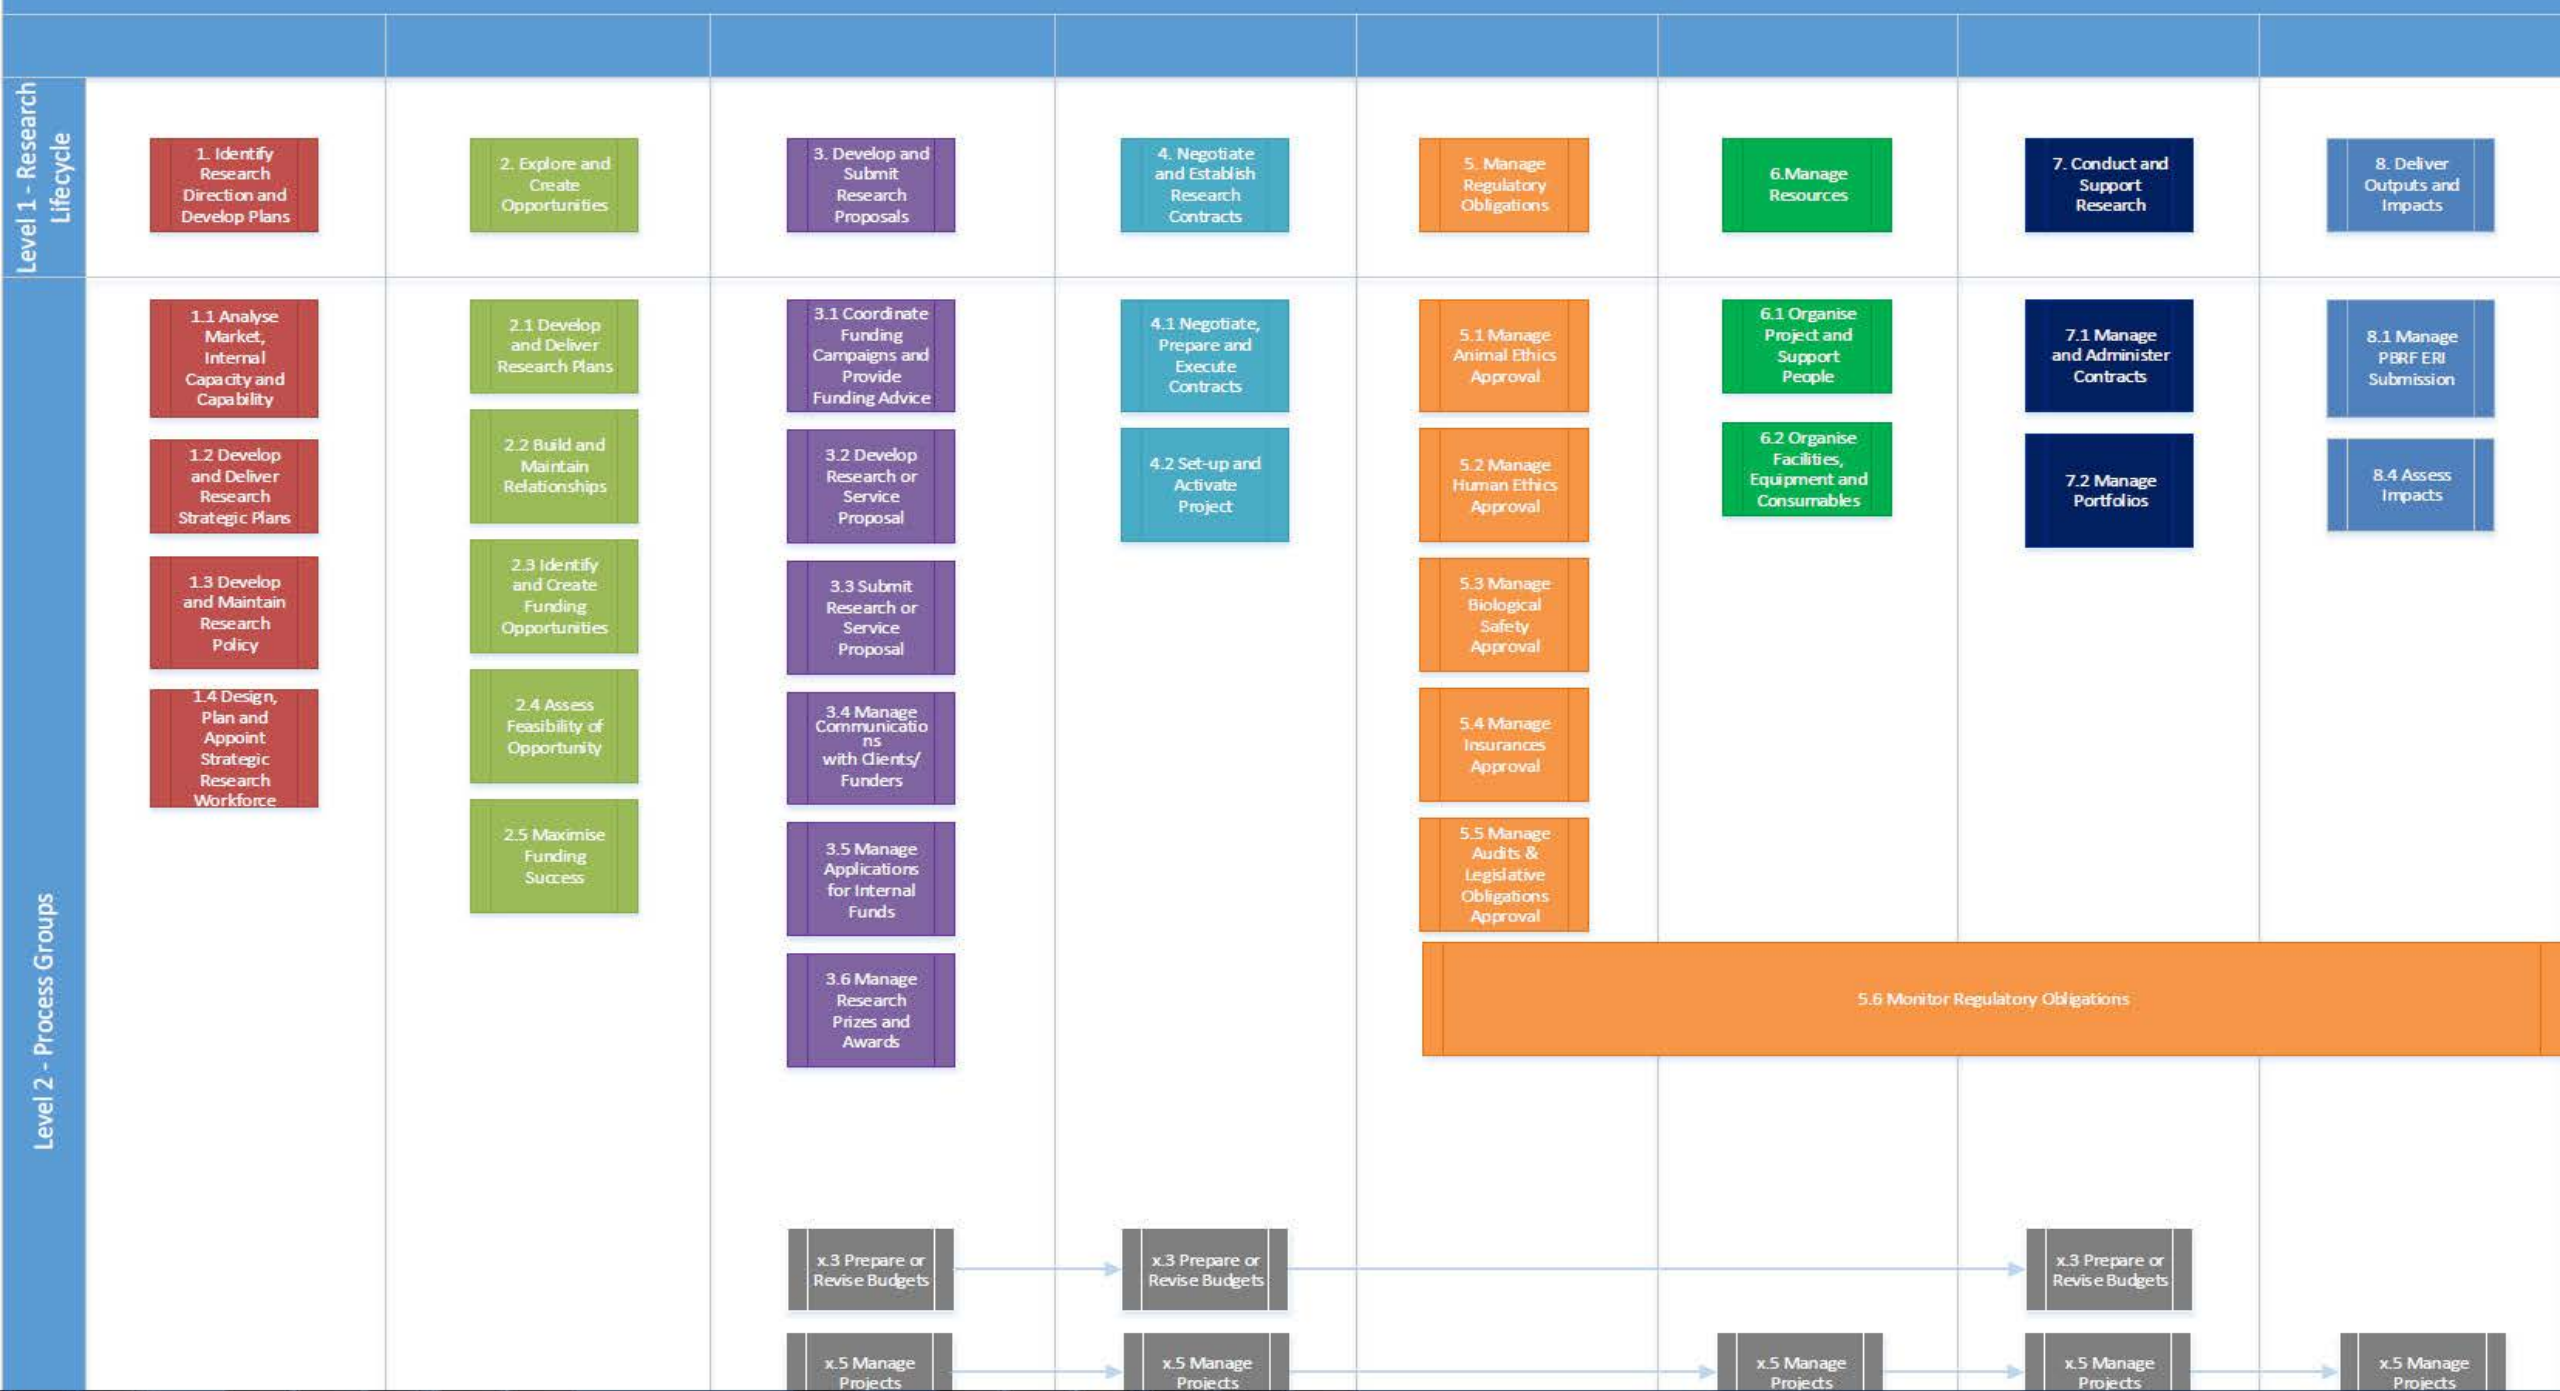 Level 1 - Research
Lifecycle
1. Identify
Research
Direction and
Develop Plans
2. Explore and
Create
Opportunities
3. Develop and
Submit
Research
Proposals
4. Negotiate
and Establish
Research
Contracts
5. Manage
Regulatory
Obligations
6.Manage
Resources
7. Conduct and
Support
Research
8. Deliver
Outputs and
Impacts
Level 2 - Process Groups
1.1 Analyse
Market,
Internal
Capacity and
Capability
1.2 Develop
and Deliver
Research
Strategic Plans
1.3 Develop
and Maintain
Research
Policy
1.4 Design,
Plan and
Appoint
Strategic
Research
Workforce
2.1 Develop
and Deliver
Research Plans
2.2 Build and
Maintain
Relationships
2.3 Identify
and Create
Funding
Opportunities
2.4 Assess
Feasibility of
Opportunity
2.5 Maximise
Funding
Success
3.1 Coordinate
Funding
Campaigns and
Provide
Funding Advice
3.2 Develop
Research or
Service
Proposal
3.3 Submit
Research or
Service
Proposal
3.4 Manage
Communicatio
ns
with Clients/
Funders
3.5 Manage
Applications
for Internal
Funds
3.6 Manage
Research
Prizes and
Awards
4.1 Negotiate,
Prepare and
Execute
Contracts
4.2 Set-up and
Activate
Project
5.1 Manage
Animal Ethics
Approval
5.2 Manage
Human Ethics
Approval
5.3 Manage
Biological
Safety
Approval
5.4 Manage
Insurances
Approval
5.5 Manage
Audits &
Legislative
Obligations
Approval
6.1 Organise
Project and
Support
People
6.2 Organise
Facilities,
Equipment and
Consumables
7.1 Manage
and Administer
Contracts
7.2 Manage
Portfolios
8.1 Manage
PBRF ERI
Submission
8.4 Assess
Impacts
5.6 Monitor Regulatory Obligations
x.3 Prepare or
Revise Budgets
x.3 Prepare or
Revise Budgets
x.3 Prepare or
Revise Budgets
x.5 Manage
Projects
x.5 Manage
Projects
x.5 Manage
Projects
x.5 Manage
Projects
x.5 Manage
Projects